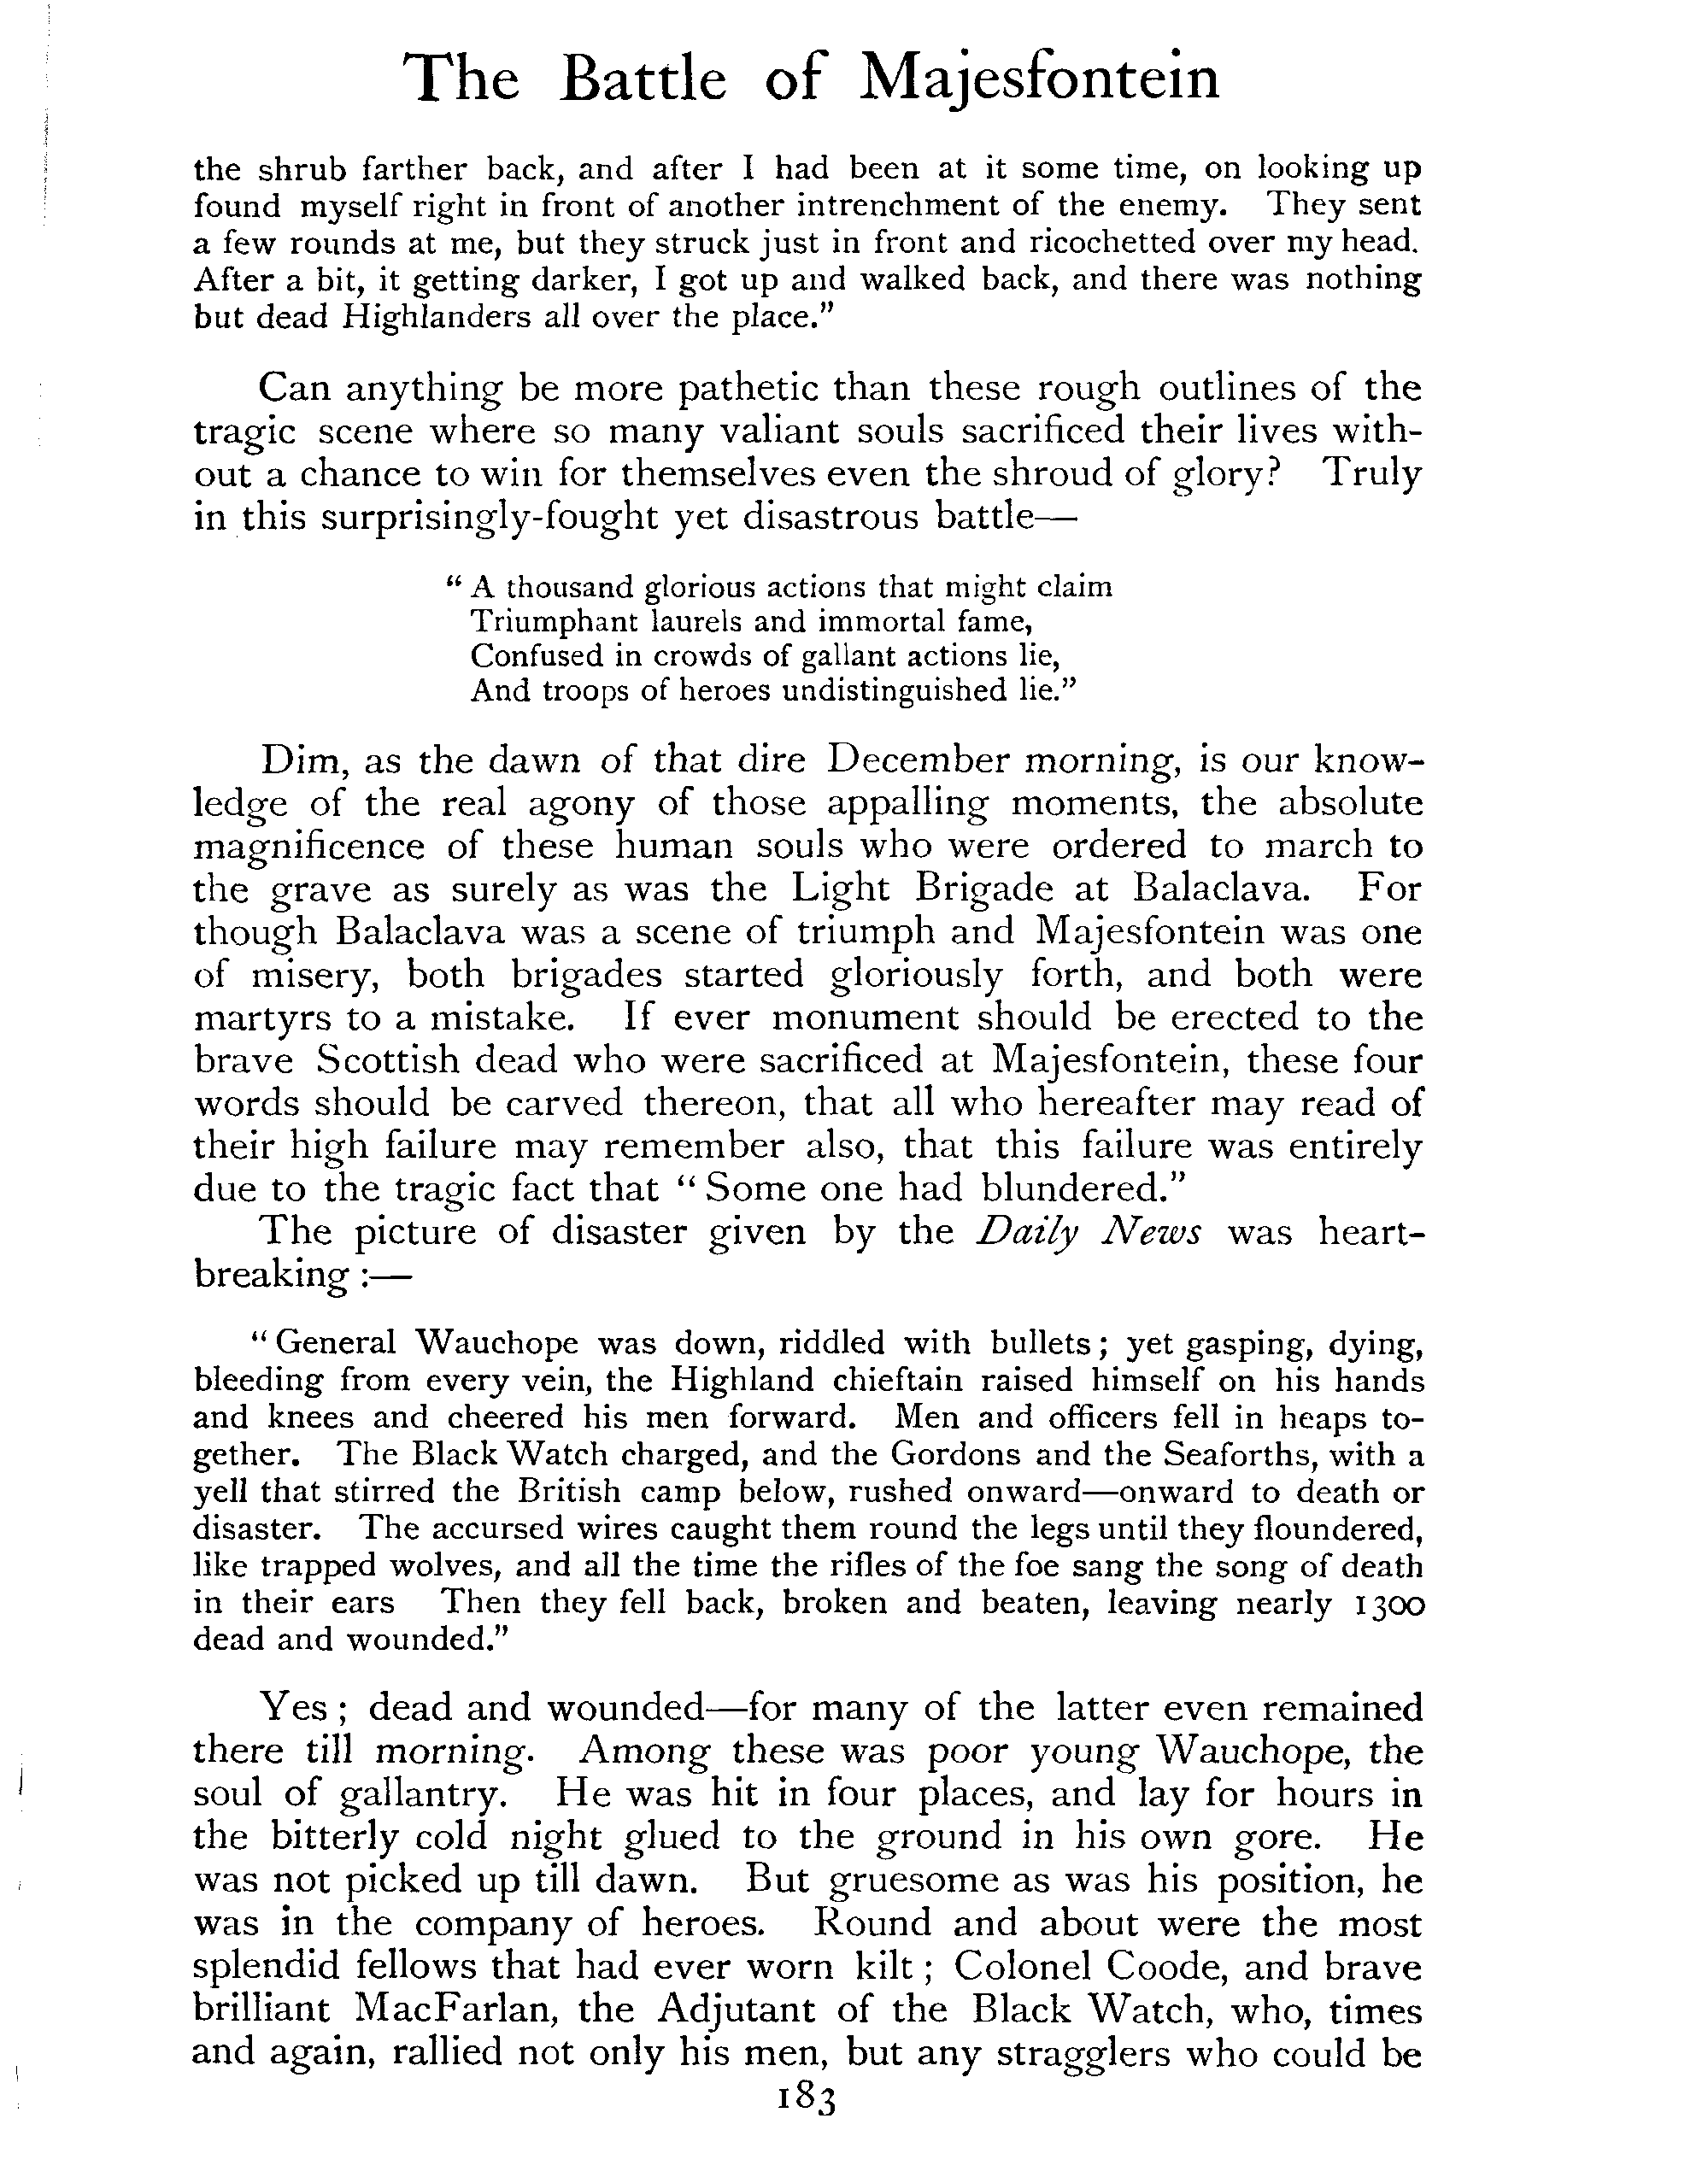 The Battle of Majesfontein
the shrub farther back, and after I had been at it some time, on looking up
found myself right in front of another intrenchment of the enemy. They sent
a few rounds at me, but they struck just in front and ricochetted over my head.
After a bit, it getting darker, I got up and walked back, and there was nothing
but dead Highlanders all over the place."
Can anything be more pathetic than these rough outlines of the
tragic scene where so many valiant souls sacrificed their lives with-
out a chance to win for themselves even the shroud of glory? Truly
in this surprisingly-fought yet disastrous battle—
"A thousand glorious actions that might claim
Triumphant laurels and immortal fame,
Confused in crowds of gallant actions lie,
And troops of heroes undistinguished lie."
Dim, as the dawn of that dire December morning, is our know-
ledge of the real agony of those appalling moments, the absolute
magnificence of these human souls who were ordered to march to
the grave as surely as was the Light Brigade at Balaclava. For
though Balaclava was a scene of triumph and Majesfontein was one
of misery, both brigades started gloriously forth, and both were
martyrs to a mistake. If ever monument should be erected to the
brave Scottish dead who were sacrificed at Majesfontein, these four
words should be carved thereon, that all who hereafter may read of
their high failure may remember also, that this failure was entirely
due to the tragic fact that "Some one had blundered."
The picture of disaster given by the Daily News was heart-
breaking :—
"General Wauchope was down, riddled with bullets; yet gasping, dying,
bleeding from every vein, the Highland chieftain raised himself on his hands
and knees and cheered his men forward. Men and officers fell in heaps to-
gether. The Black Watch charged, and the Gordons and the Seaforths, with a
yell that stirred the British camp below, rushed onward—onward to death or
disaster. The accursed wires caught them round the legs until they floundered,
like trapped wolves, and all the time the rifles of the foe sang the song of death
in their ears Then they fell back, broken and beaten, leaving nearly 1300
dead and wounded."
Yes; dead and wounded—for many of the latter even remained
there till morning. Among these was poor young Wauchope, the
soul of gallantry. He was hit in four places, and lay for hours in
the bitterly cold night glued to the ground in his own gore. He
was not picked up till dawn. But gruesome as was his position, he
was in the company of heroes. Round and about were the most
splendid fellows that had ever worn kilt; Colonel Coode, and brave
brilliant MacFarlan, the Adjutant of the Black Watch, who, times
and again, rallied not only his men, but any stragglers who could be
183